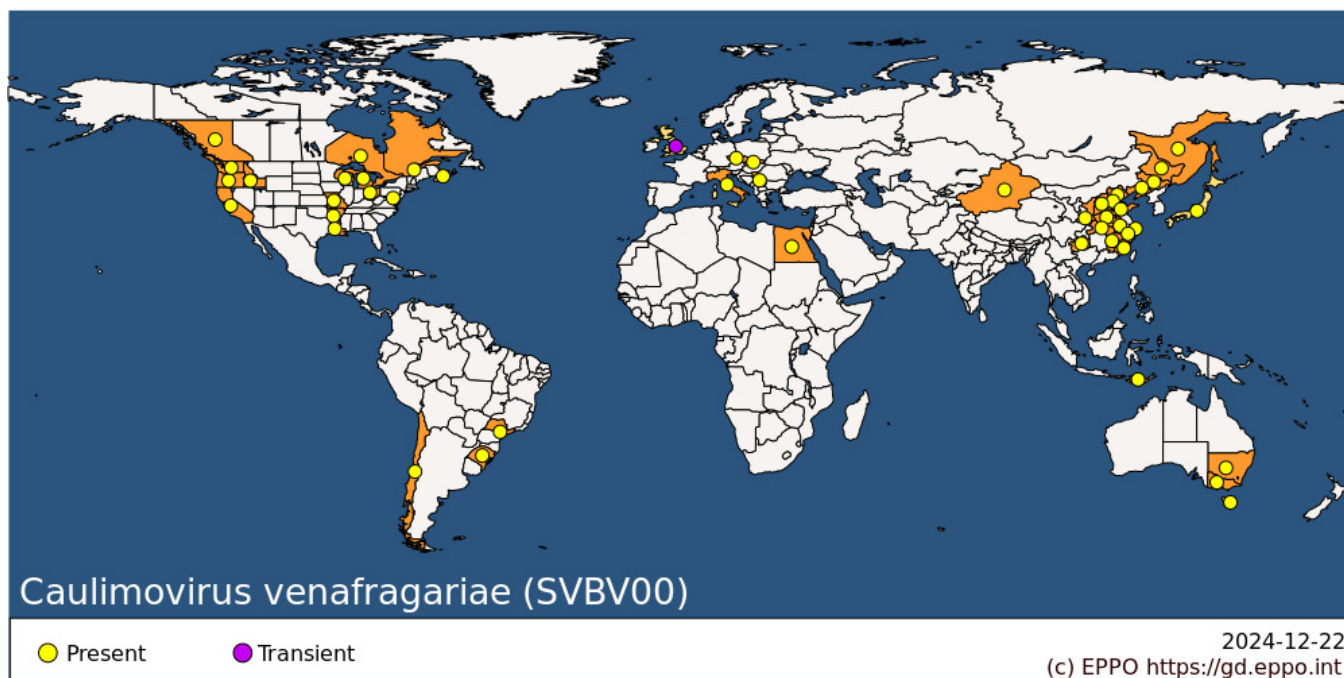 Caulimovirus venafragariae (SVBV00)
Present
Transient
2024-12-22
(c) EPPO https://gd.eppo.int